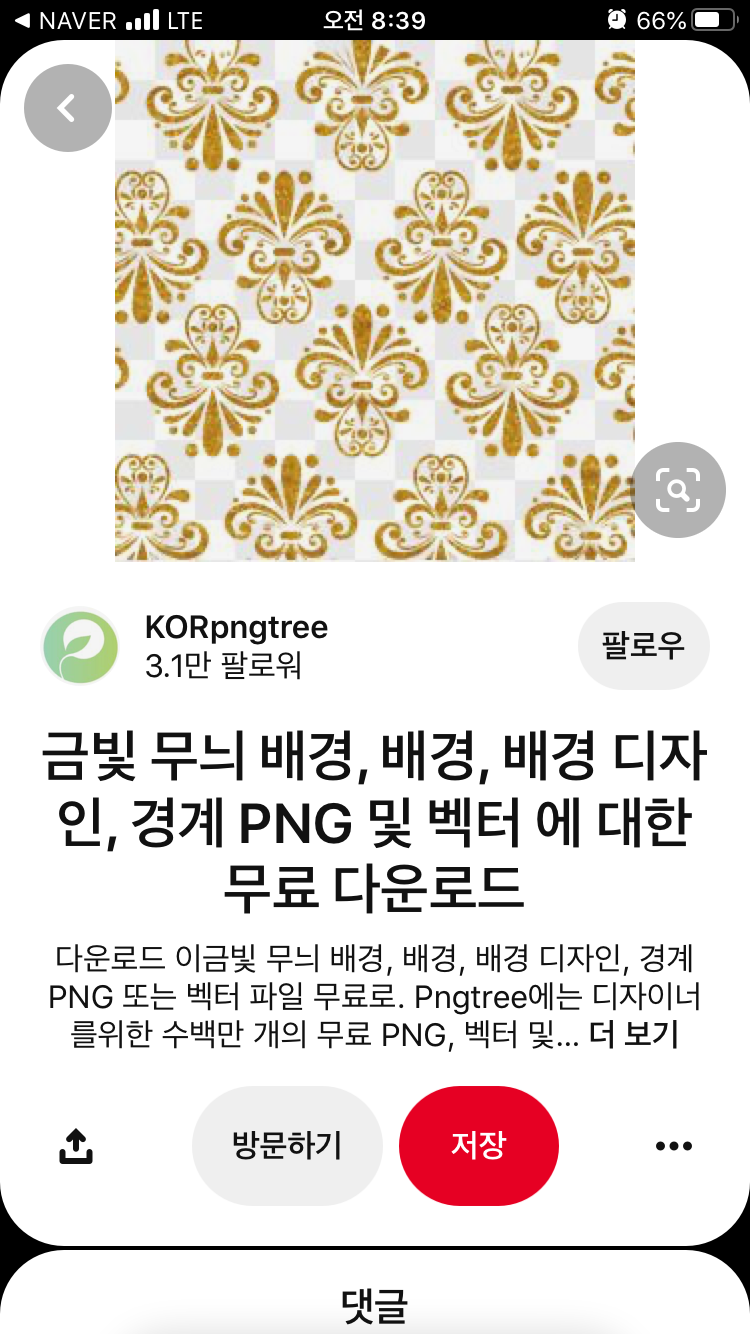 NAVER LTE 오전 8:39 66%
KORpngtree
3.1만 팔로워
팔로우
금빛 무늬 배경, 배경, 배경 디자
인, 경계 PNG 및 벡터 에 대한
무료 다운로드
다운로드 이금빛 무늬 배경, 배경, 배경 디자인, 경계
PNG 또는 벡터 파일 무료로. Pngtree에는 디자이너
를위한 수백만 개의 무료 PNG, 벡터 및... 더 보기
방문하기 저장
댓글